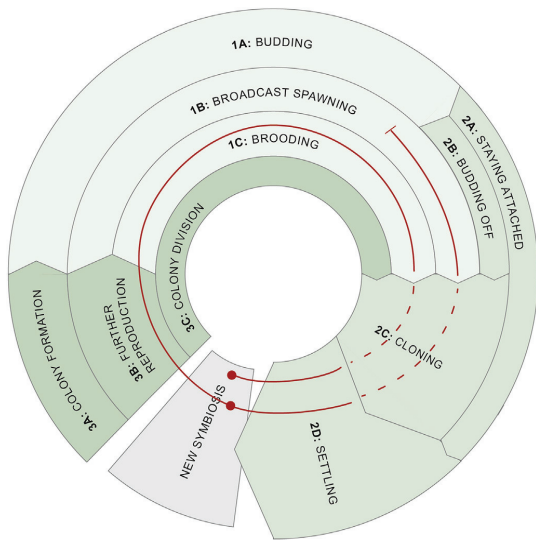 1A: BUDDING
1B: BROADCAST SPAWNING
1C: BROODING
2A: STAYING ATTACHED
2B: BUDDING OFF
2C: CLONING
2D: SETTLING
NEW SYMBIOSIS
3A: COLONY FORMATION
3B: FURTHER
REPRODUCTION
3C: COLONY DIVISION